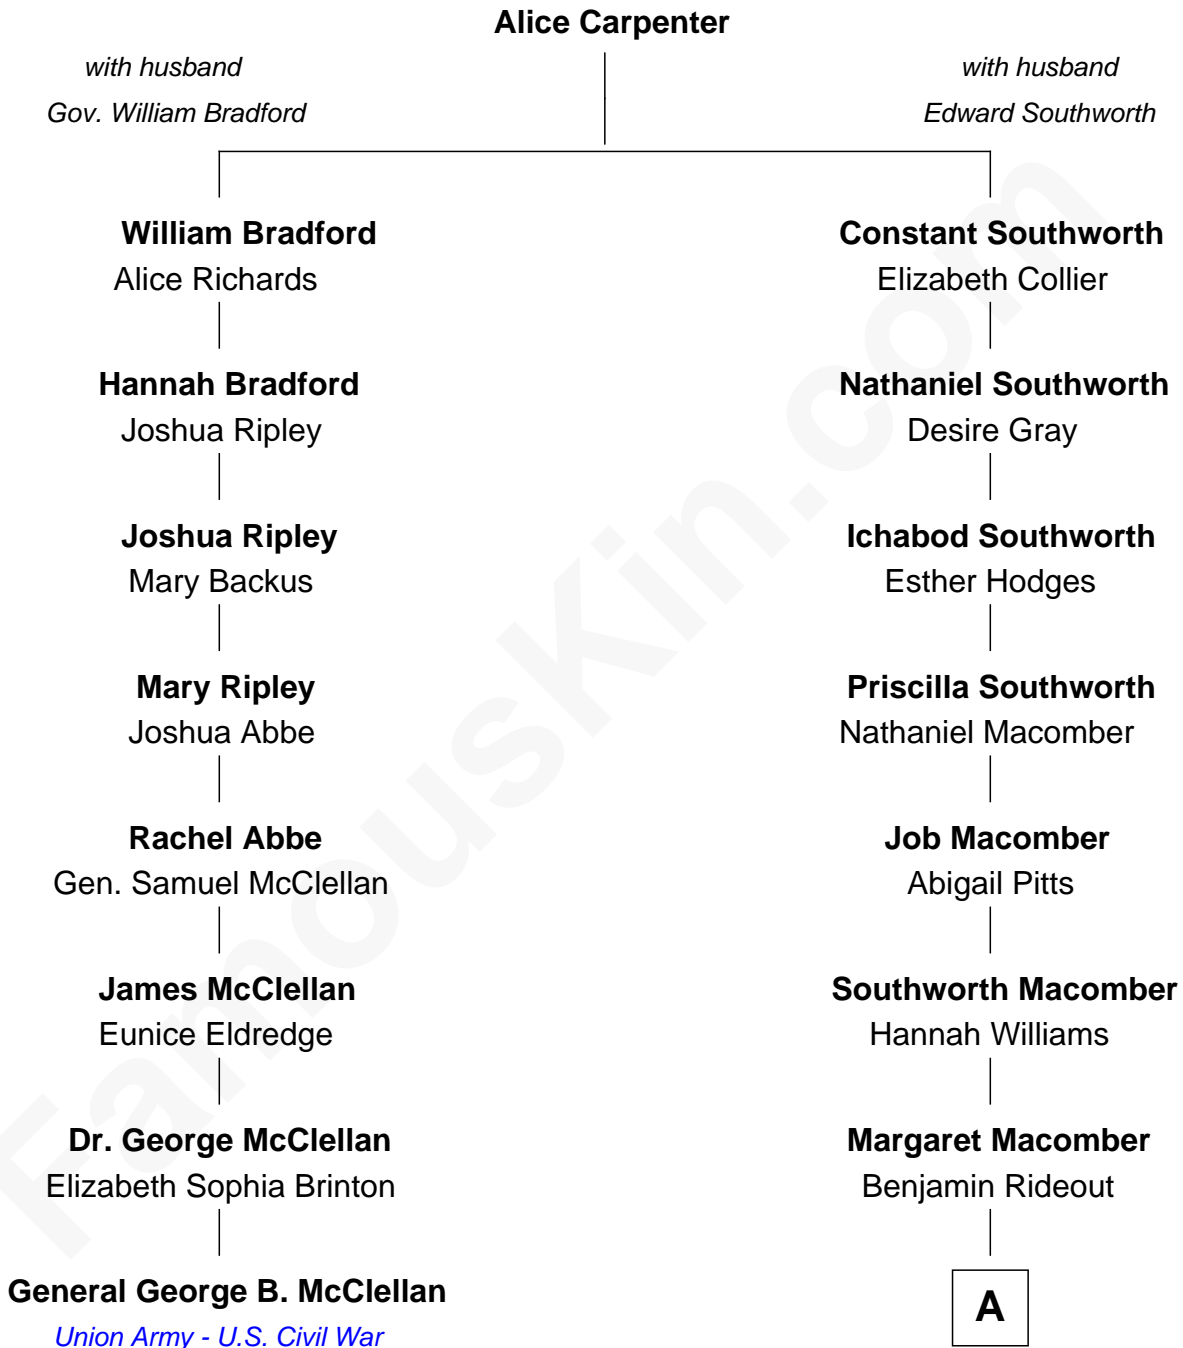 Alice Carpenter
with husband
Gov. William Bradford
with husband
Edward Southworth
William Bradford
Alice Richards
Hannah Bradford
Joshua Ripley
Joshua Ripley
Mary Backus
Mary Ripley
Joshua Abbe
Rachel Abbe
Gen. Samuel McClellan
James McClellan
Eunice Eldredge
Dr. George McClellan
Elizabeth Sophia Brinton
General George B. McClellan
Union Army - U.S. Civil War
Constant Southworth
Elizabeth Collier
Nathaniel Southworth
Desire Gray
Ichabod Southworth
Esther Hodges
Priscilla Southworth
Nathaniel Macomber
Job Macomber
Abigail Pitts
Southworth Macomber
Hannah Williams
Margaret Macomber
Benjamin Rideout
A
FamousKin.com